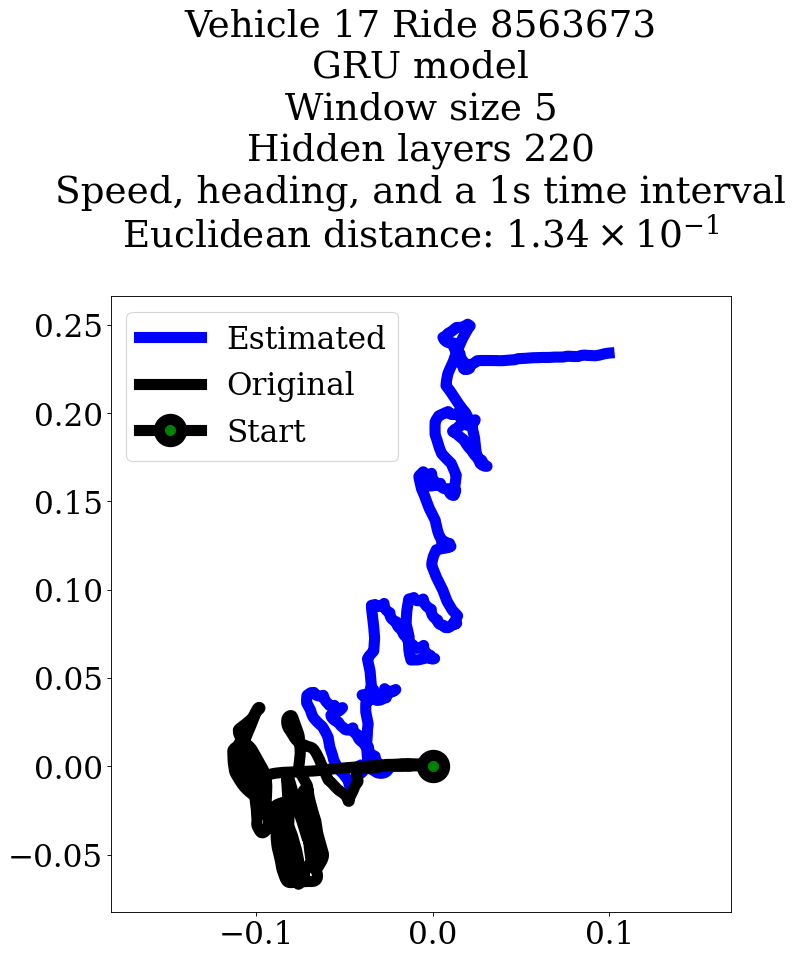 Vehicle 17 Ride 8563673
GRU model
Window size 5
Hidden layers 220
Speed, heading, and a 1s time interval
Euclidean distance: 1.34 × 10⁻¹
Estimated
Original
Start
0.25
0.20
0.15
0.10
0.05
0.00
−0.05
−0.1 0.0 0.1